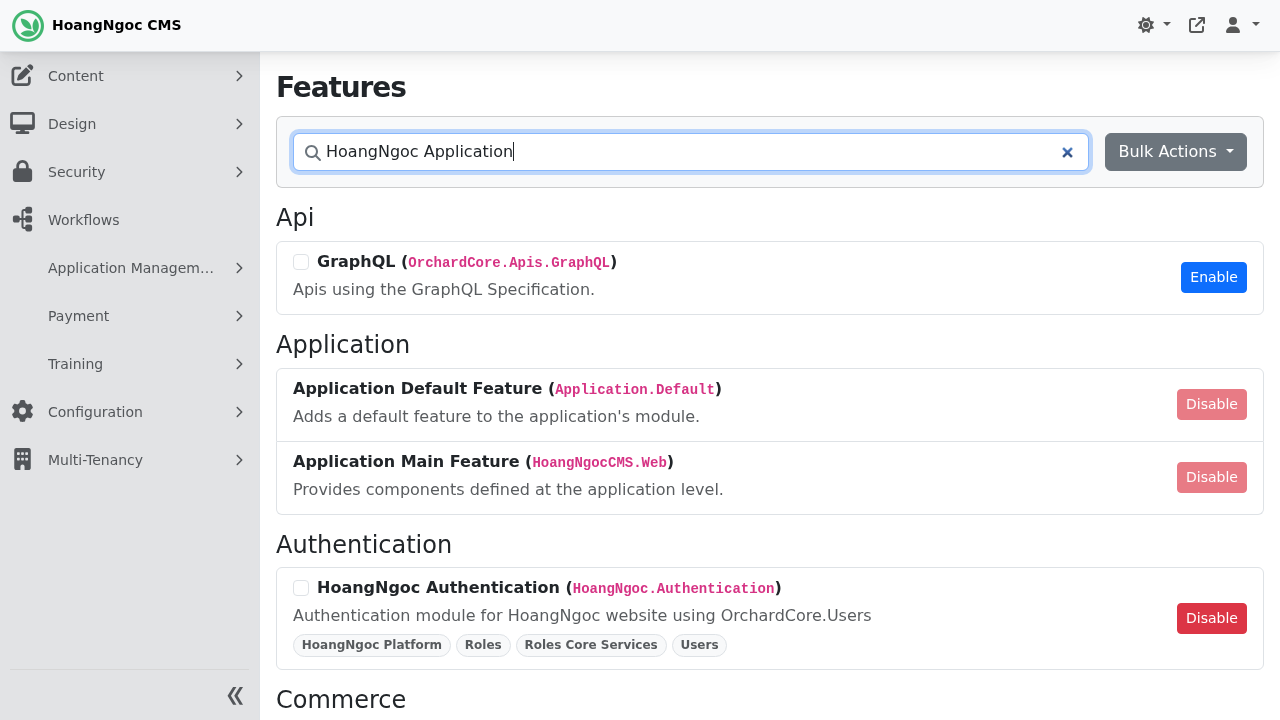 HoangNgoc CMS
Content
Design
Security
Workflows
Application Managem...
Payment
Training
Configuration
Multi-Tenancy
Features
HoangNgoc Application
Bulk Actions
Api
GraphQL (OrchardCore.Apis.GraphQL)
Apis using the GraphQL Specification.
Enable
Application
Application Default Feature (Application.Default)
Adds a default feature to the application's module.
Disable
Application Main Feature (HoangNgocCMS.Web)
Provides components defined at the application level.
Disable
Authentication
HoangNgoc Authentication (HoangNgoc.Authentication)
Authentication module for HoangNgoc website using OrchardCore.Users
HoangNgoc Platform Roles Roles Core Services Users
Disable
Commerce